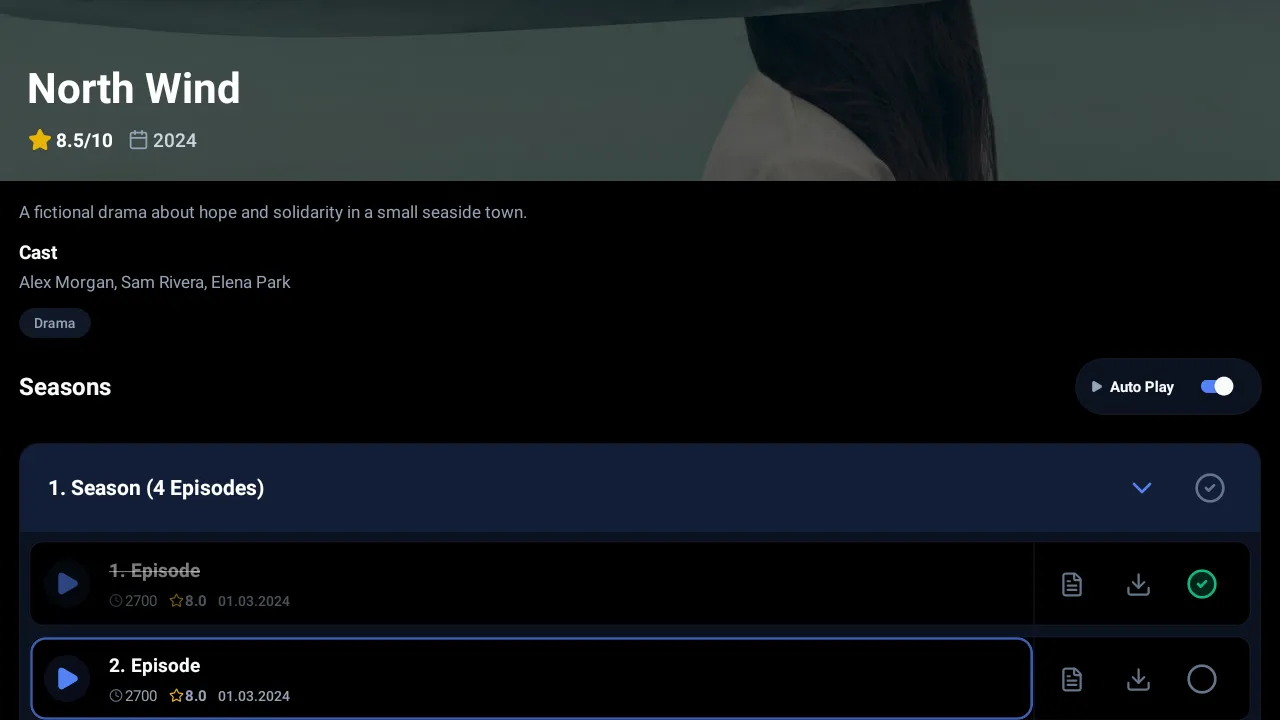 North Wind
8.5/10 2024
A fictional drama about hope and solidarity in a small seaside town.
Cast
Alex Morgan, Sam Rivera, Elena Park
Drama
Seasons
Auto Play
1. Season (4 Episodes)
1. Episode
2700 8.0 01.03.2024
2. Episode
2700 8.0 01.03.2024